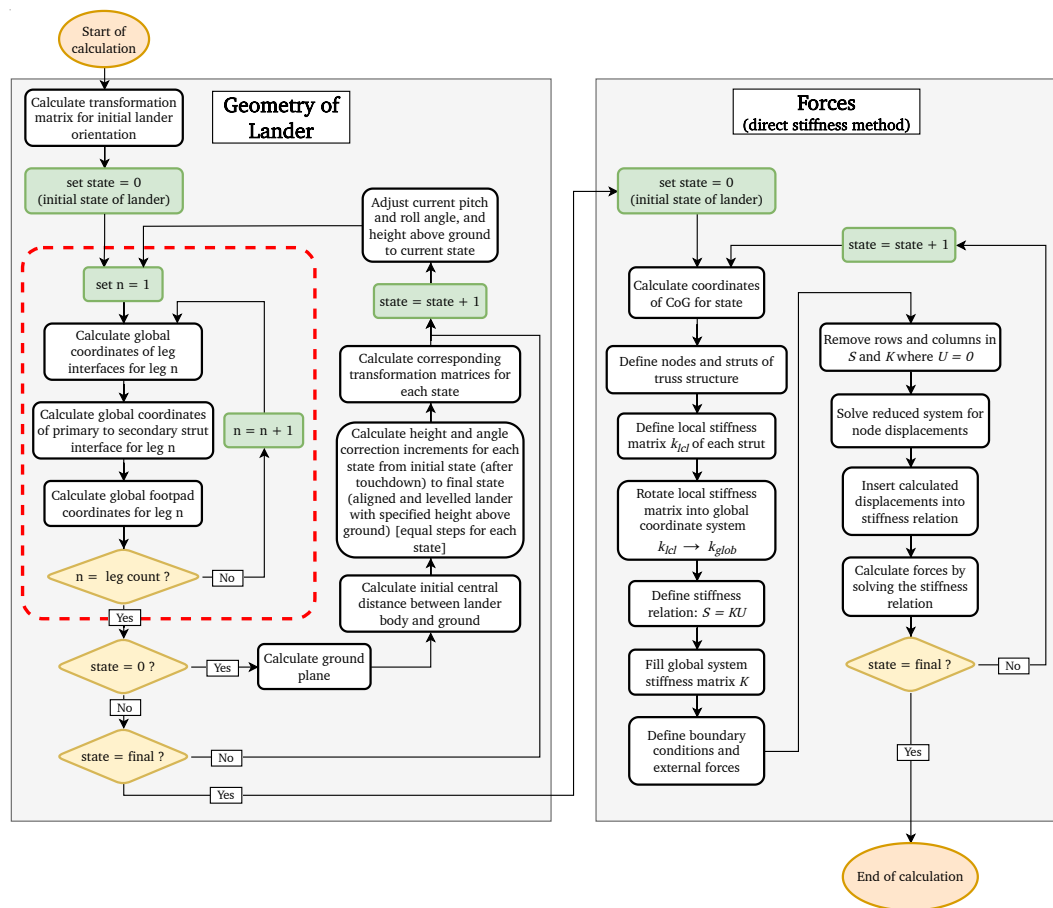 Start of
calculation
Geometry of
Lander
Calculate transformation
matrix for initial lander
orientation
set state = 0
(initial state of lander)
set n = 1
Calculate global
coordinates of leg
interfaces for leg n
Calculate global coordinates
of primary to secondary strut
interface for leg n
Calculate global footpad
coordinates for leg n
n = leg count ?
No
n = n + 1
Yes
state = 0 ?
Yes
Calculate ground
plane
No
state = final ?
No
Yes
Calculate initial central
distance between lander
body and ground
Calculate height and angle
correction increments for each
state from initial state (after
touchdown) to final state
(aligned and levelled lander
with specified height above
ground) [equal steps for each
state]
Calculate corresponding
transformation matrices for
each state
state = state + 1
Adjust current pitch
and roll angle, and
height above ground
to current state
Forces
(direct stiffness method)
set state = 0
(initial state of lander)
state = state + 1
Calculate coordinates
of CoG for state
Define nodes and struts of
truss structure
Define local stiffness
matrix k_lcl of each strut
Rotate local stiffness
matrix into global
coordinate system
k_lcl → k_glob
Define stiffness
relation: S = KU
Fill global system
stiffness matrix K
Define boundary
conditions and
external forces
Remove rows and columns in
S and K where U = 0
Solve reduced system for
node displacements
Insert calculated
displacements into
stiffness relation
Calculate forces by
solving the stiffness
relation
state = final ?
No
Yes
End of calculation